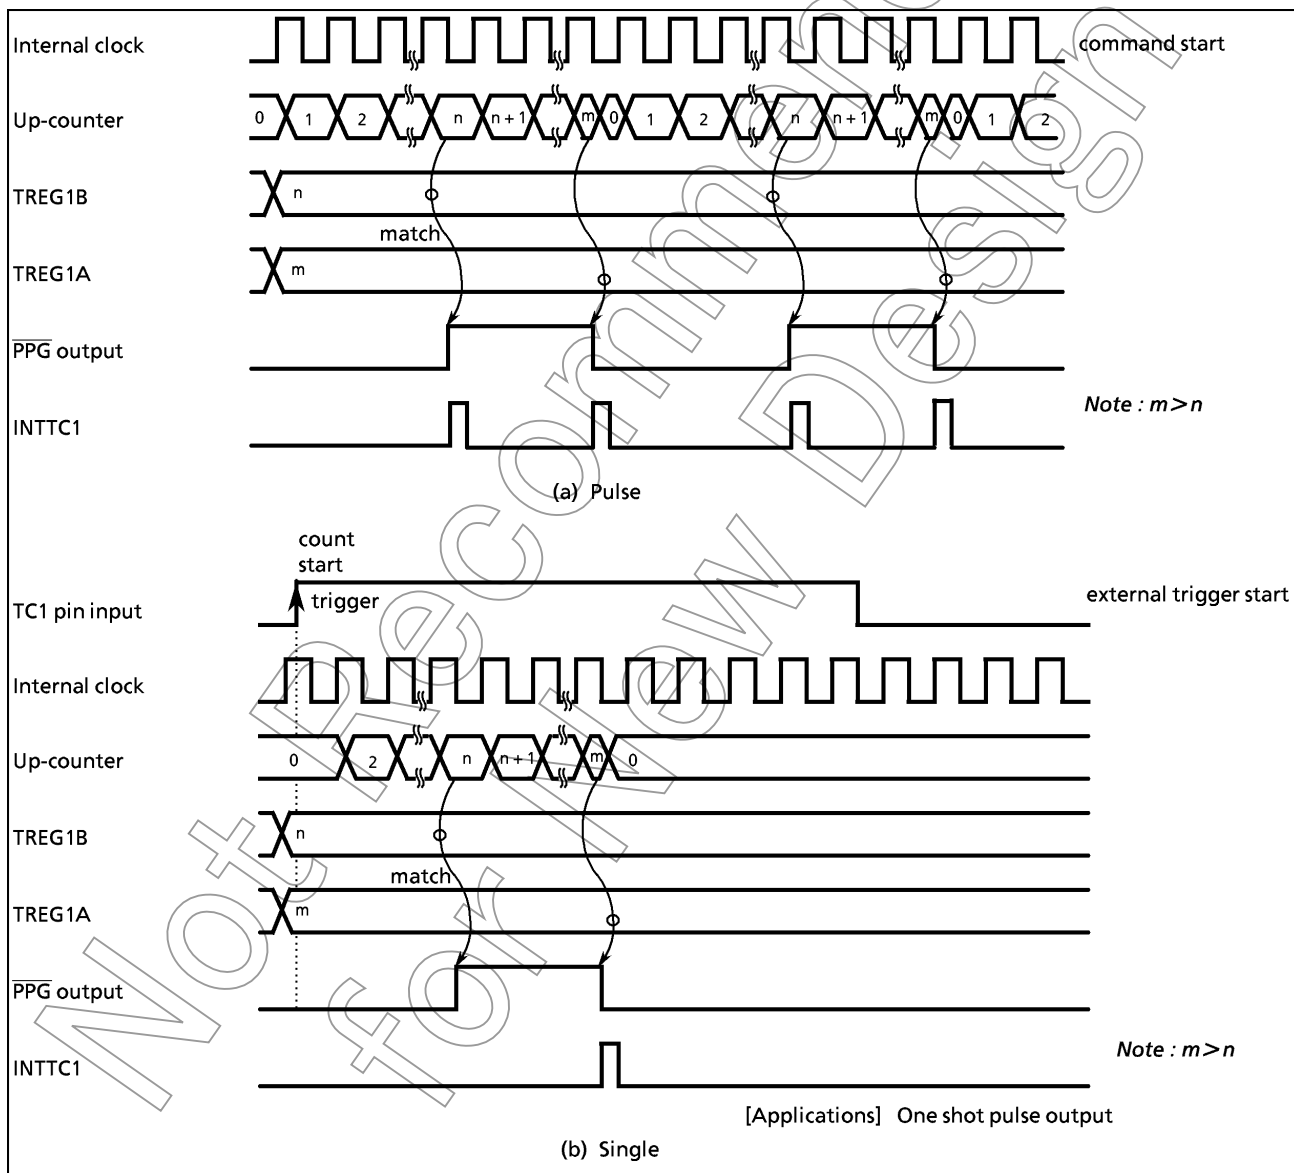 Internal clock
command start
Up-counter
0 1 2 n n + 1 m 0 1 2 n n + 1 m 0 1 2
TREG1B
n
match
TREG1A
m
PPG output
Note : m>n
INTTC1
(a) Pulse
count
start
trigger
TC1 pin input
external trigger start
Internal clock
Up-counter
0 2 n n + 1 m 0
TREG1B
n
match
TREG1A
m
PPG output
INTTC1
Note : m>n
[Applications] One shot pulse output
(b) Single
Not Recommended
for New Design